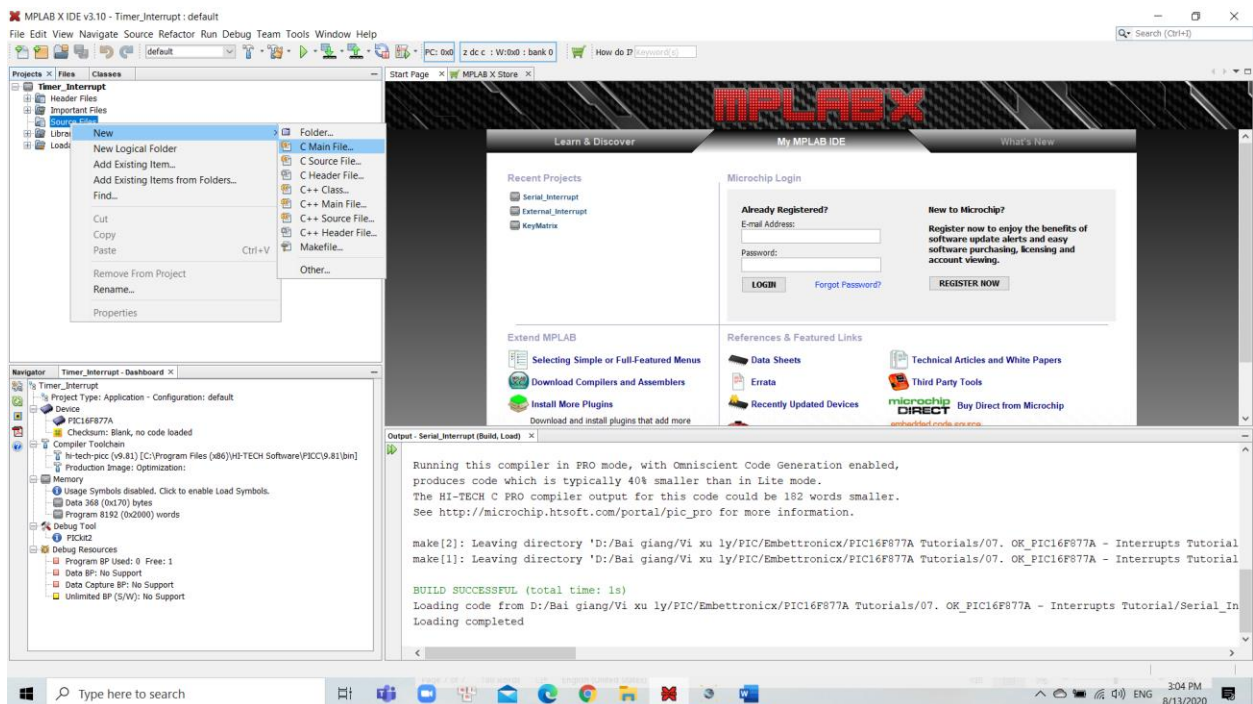 MPLAB X IDE v3.10 - Timer_Interrupt : default
File Edit View Navigate Source Refactor Run Debug Team Tools Window Help
Search (Ctrl+I)
default
PC: 0x0
z dc c : W:0x0 : bank 0
How do I? Keyword(s)
Projects Files Classes
Timer_Interrupt
Header Files
Important Files
Source Files
New
New Logical Folder
Add Existing Item...
Add Existing Items from Folders...
Find...
Cut
Copy
Paste Ctrl+V
Remove From Project
Rename...
Properties
Folder...
C Main File...
C Source File...
C Header File...
C++ Class...
C++ Main File...
C++ Source File...
C++ Header File...
Makefile...
Other...
Start Page MPLAB X Store
MPLABX
Learn & Discover
My MPLAB IDE
What's New
Recent Projects
Serial_Interrupt
External_Interrupt
KeyMatrix
Microchip Login
Already Registered?
E-mail Address:
Password:
LOGIN Forgot Password?
New to Microchip?
Register now to enjoy the benefits of
software update alerts and easy
software purchasing, licensing and
account viewing.
REGISTER NOW
Extend MPLAB
Selecting Simple or Full-Featured Menus
Download Compilers and Assemblers
Install More Plugins
Download and install plugins that add more
References & Featured Links
Data Sheets
Errata
Recently Updated Devices
Technical Articles and White Papers
Third Party Tools
MICROCHIP DIRECT Buy Direct from Microchip
embedded code source
Navigator Timer_Interrupt - Dashboard
Timer_Interrupt
Project Type: Application - Configuration: default
Device
PIC16F877A
Checksum: Blank, no code loaded
Compiler Toolchain
hi-tech-picc (v9.81) [C:\Program Files (x86)\HI-TECH Software\PICC\9.81\bin]
Production Image: Optimization:
Memory
Usage Symbols disabled. Click to enable Load Symbols.
Data 368 (0x170) bytes
Program 8192 (0x2000) words
Debug Tool
PICkit2
Debug Resources
Program BP Used: 0 Free: 1
Data BP: No Support
Data Capture BP: No Support
Unlimited BP (S/W): No Support
Output - Serial_Interrupt (Build, Load)
Running this compiler in PRO mode, with Omniscient Code Generation enabled,
produces code which is typically 40% smaller than in Lite mode.
The HI-TECH C PRO compiler output for this code could be 182 words smaller.
See http://microchip.htsoft.com/portal/pic_pro for more information.
make[2]: Leaving directory 'D:/Bai giang/Vi xu ly/PIC/Embettronicx/PIC16F877A Tutorials/07. OK_PIC16F877A - Interrupts Tutorial
make[1]: Leaving directory 'D:/Bai giang/Vi xu ly/PIC/Embettronicx/PIC16F877A Tutorials/07. OK_PIC16F877A - Interrupts Tutorial
BUILD SUCCESSFUL (total time: 1s)
Loading code from D:/Bai giang/Vi xu ly/PIC/Embettronicx/PIC16F877A Tutorials/07. OK_PIC16F877A - Interrupts Tutorial/Serial_In
Loading completed
Type here to search
ENG
3:04 PM
8/13/2020